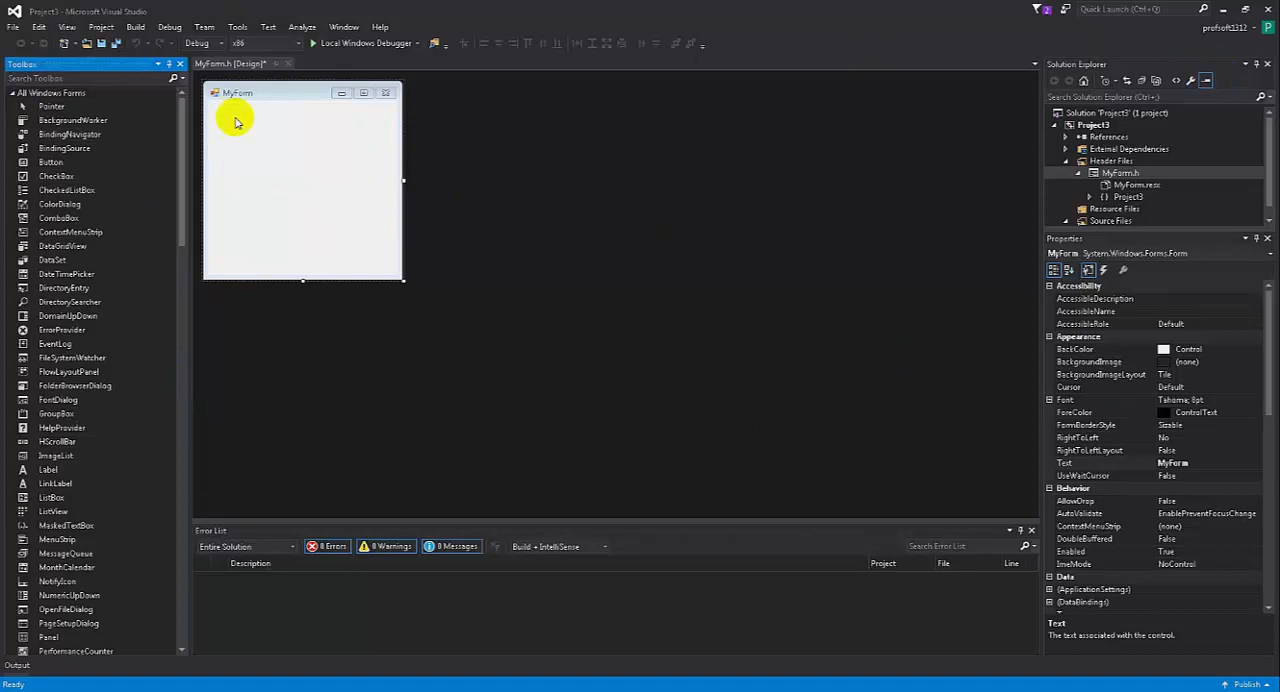 Project3 - Microsoft Visual Studio
2
Quick Launch (Ctrl+Q)
File Edit View Project Build Debug Team Tools Test Analyze Window Help
profsoft1312
P
Debug
x86
Local Windows Debugger
Toolbox
Search Toolbox
All Windows Forms
Pointer
BackgroundWorker
BindingNavigator
BindingSource
Button
CheckBox
CheckedListBox
ColorDialog
ComboBox
ContextMenuStrip
DataGridView
DataSet
DateTimePicker
DirectoryEntry
DirectorySearcher
DomainUpDown
ErrorProvider
EventLog
FileSystemWatcher
FlowLayoutPanel
FolderBrowserDialog
FontDialog
GroupBox
HelpProvider
HScrollBar
ImageList
Label
LinkLabel
ListBox
ListView
MaskedTextBox
MenuStrip
MessageQueue
MonthCalendar
NotifyIcon
NumericUpDown
OpenFileDialog
PageSetupDialog
Panel
PerformanceCounter
MyForm.h [Design]*
MyForm
Error List
Entire Solution
0 Errors
0 Warnings
0 Messages
Build + IntelliSense
Search Error List
Description
Project
File
Line
Solution Explorer
Search Solution Explorer (Ctrl+;)
Solution 'Project3' (1 project)
Project3
References
External Dependencies
Header Files
MyForm.h
MyForm.resx
{ } Project3
Resource Files
Source Files
Properties
MyForm System.Windows.Forms.Form
Accessibility
AccessibleDescription
AccessibleName
AccessibleRole Default
Appearance
BackColor Control
BackgroundImage (none)
BackgroundImageLayout Tile
Cursor Default
Font Tahoma; 8pt
ForeColor ControlText
FormBorderStyle Sizable
RightToLeft No
RightToLeftLayout False
Text MyForm
UseWaitCursor False
Behavior
AllowDrop False
AutoValidate EnablePreventFocusChange
ContextMenuStrip (none)
DoubleBuffered False
Enabled True
ImeMode NoControl
Data
(ApplicationSettings)
(DataBindings)
Text
The text associated with the control.
Output
Ready
Publish